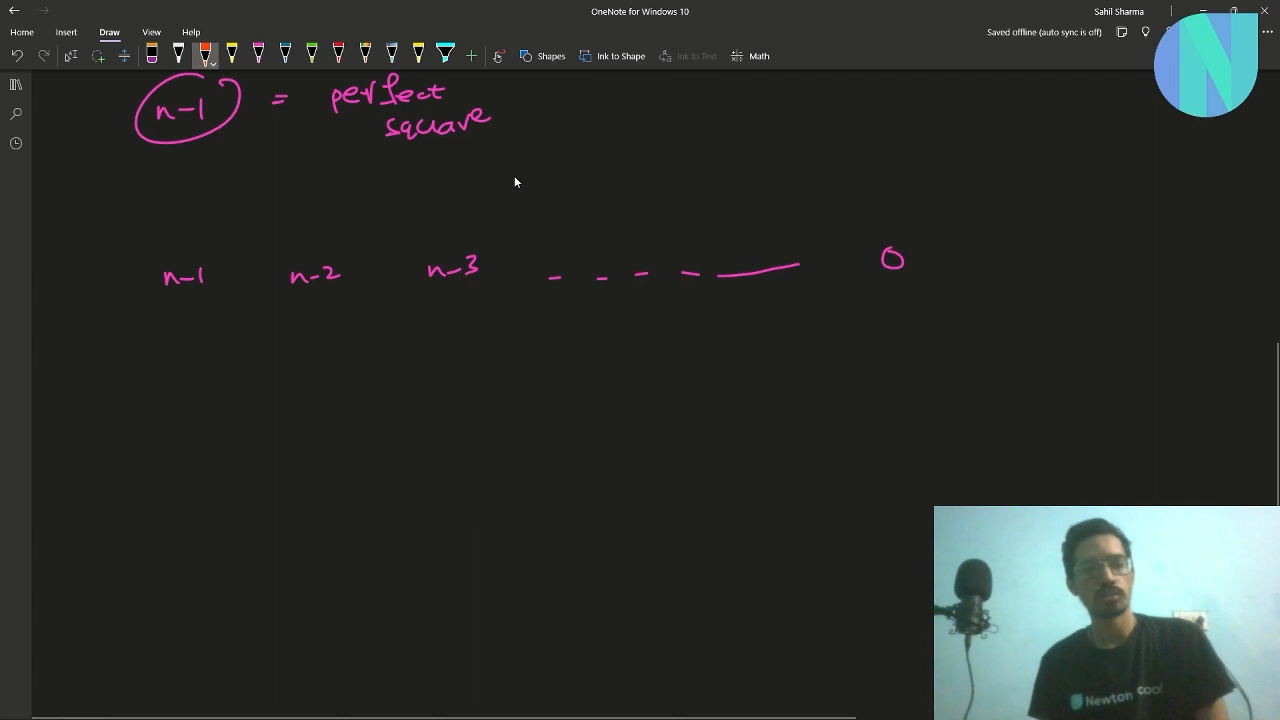 OneNote for Windows 10
Sahil Sharma
Home Insert Draw View Help
Saved offline (auto sync is off)
Shapes Ink to Shape Ink to Text Math
n-1 = perfect
square
n-1 n-2 n-3 - - - - — 0
Newton